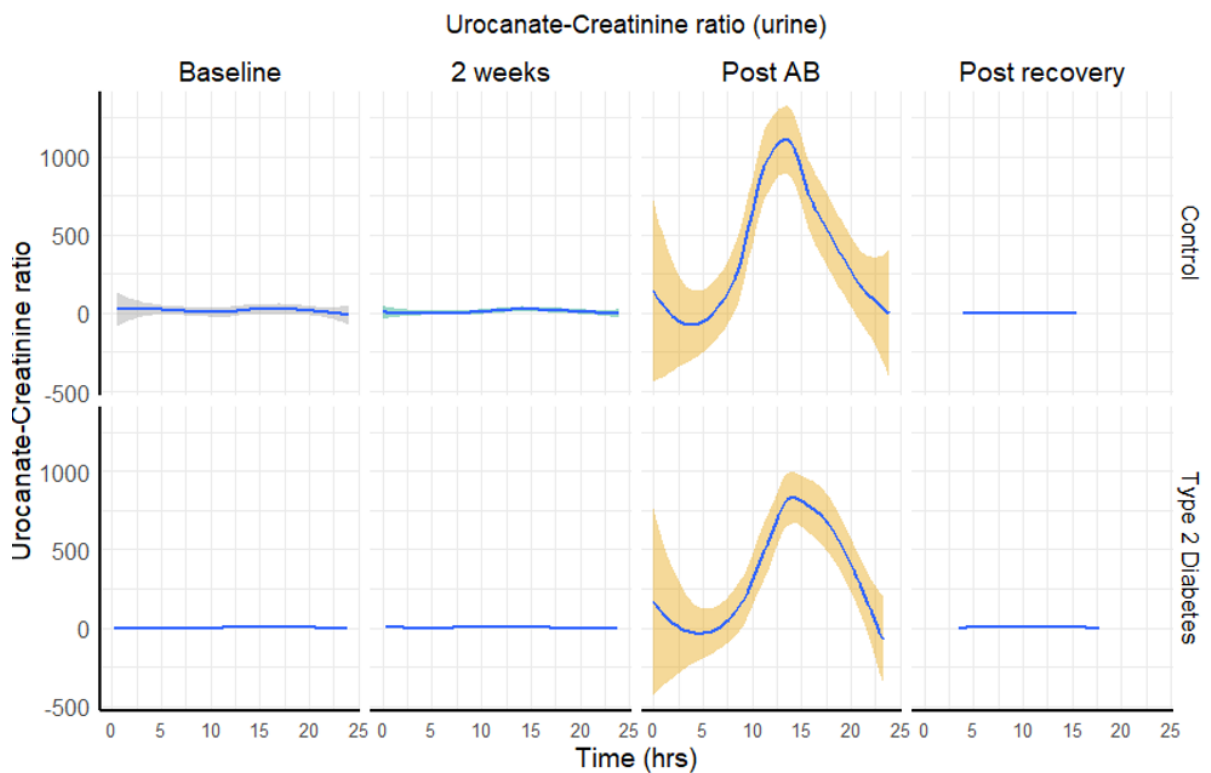 Urocanate-Creatinine ratio (urine)
Baseline 2 weeks Post AB Post recovery
Urocanate-Creatinine ratio
1000
500
0
-500
Control
1000
500
0
-500
Type 2 Diabetes
0 5 10 15 20 25 0 5 10 15 20 25 0 5 10 15 20 25 0 5 10 15 20 25
Time (hrs)